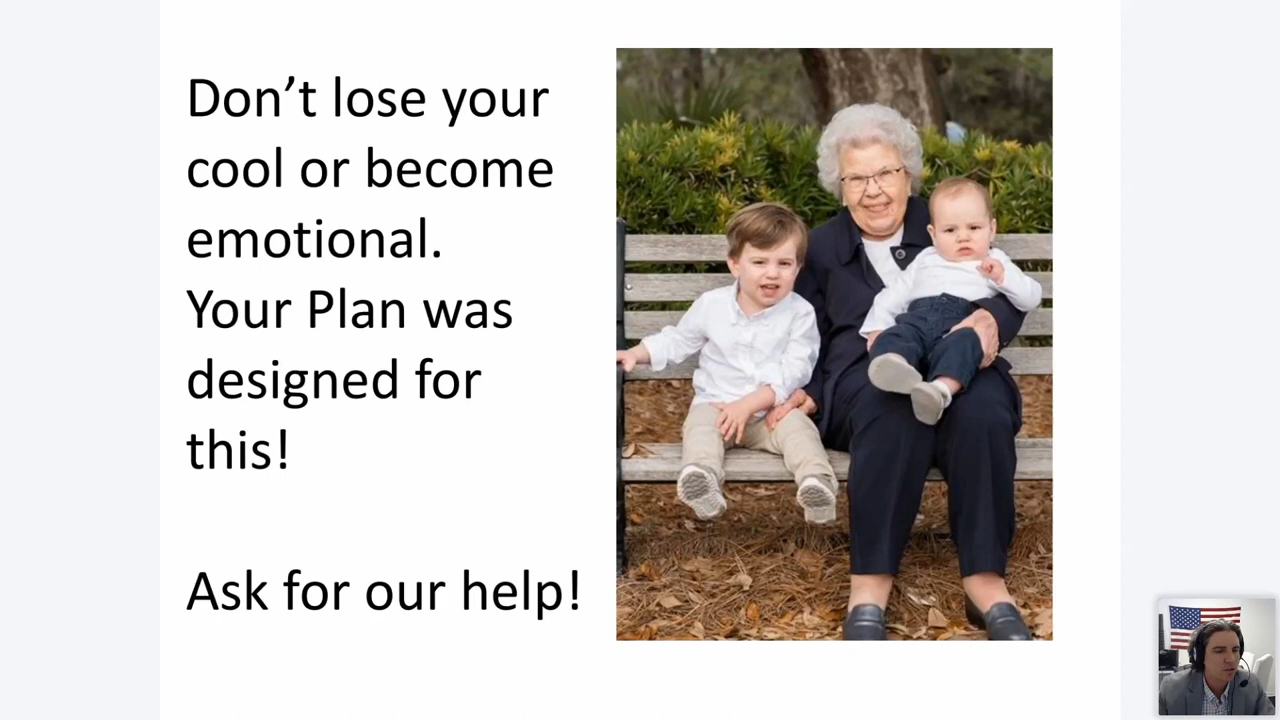 Don’t lose your
cool or become
emotional.
Your Plan was
designed for
this!
Ask for our help!